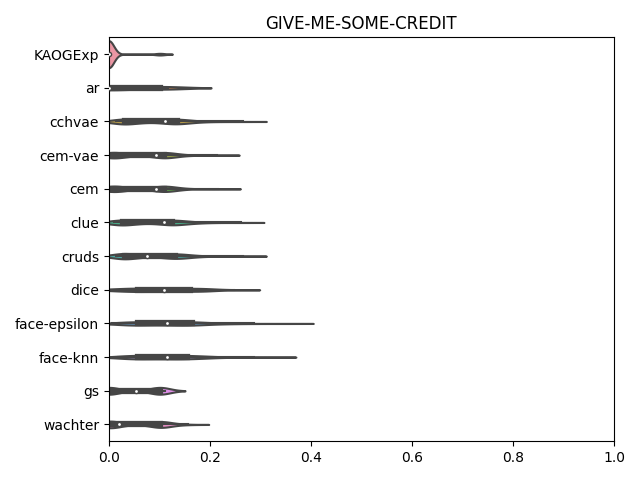 GIVE-ME-SOME-CREDIT
KAOGExp
ar
cchvae
cem-vae
cem
clue
cruds
dice
face-epsilon
face-knn
gs
wachter
0.0 0.2 0.4 0.6 0.8 1.0